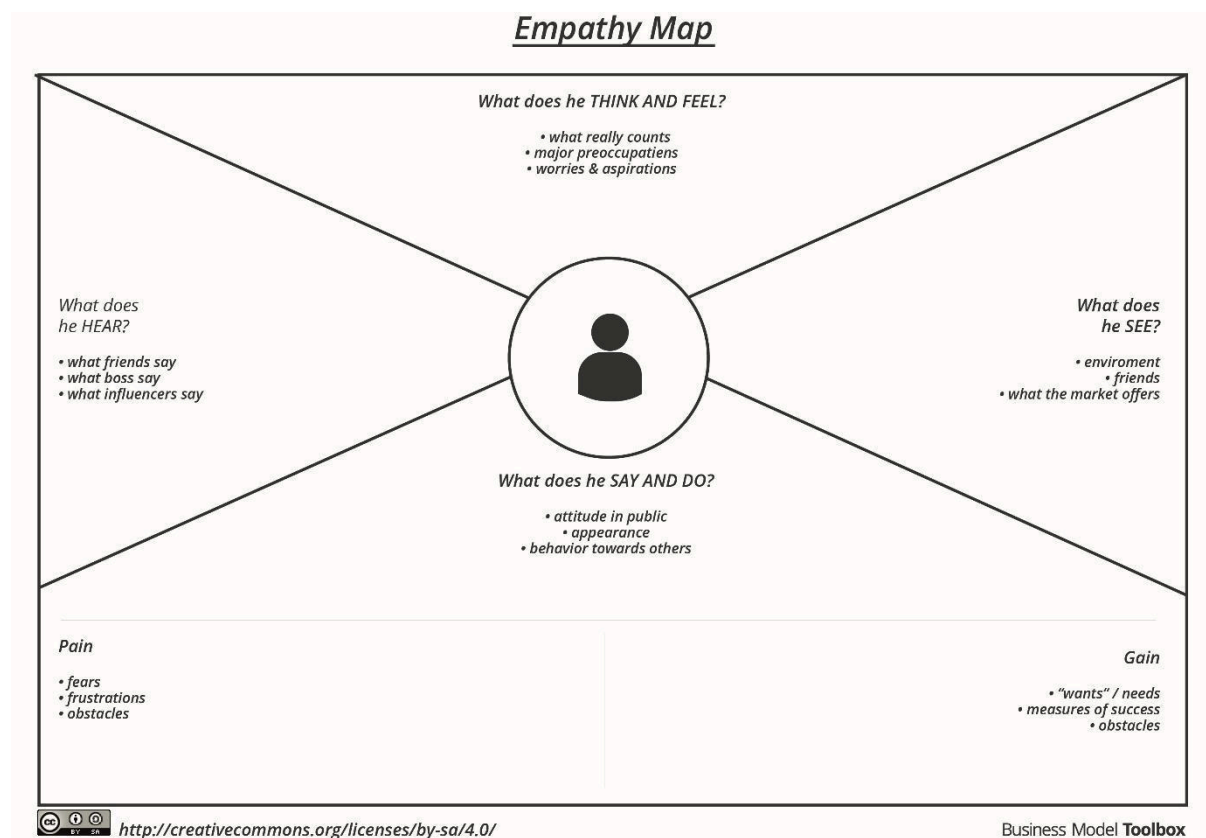 Empathy Map
What does he THINK AND FEEL?
• what really counts
• major preoccupatiens
• worries & aspirations
What does
he HEAR?
• what friends say
• what boss say
• what influencers say
What does
he SEE?
• enviroment
• friends
• what the market offers
What does he SAY AND DO?
• attitude in public
• appearance
• behavior towards others
Pain
• fears
• frustrations
• obstacles
Gain
• “wants” / needs
• measures of success
• obstacles
cc BY SA
http://creativecommons.org/licenses/by-sa/4.0/
Business Model Toolbox